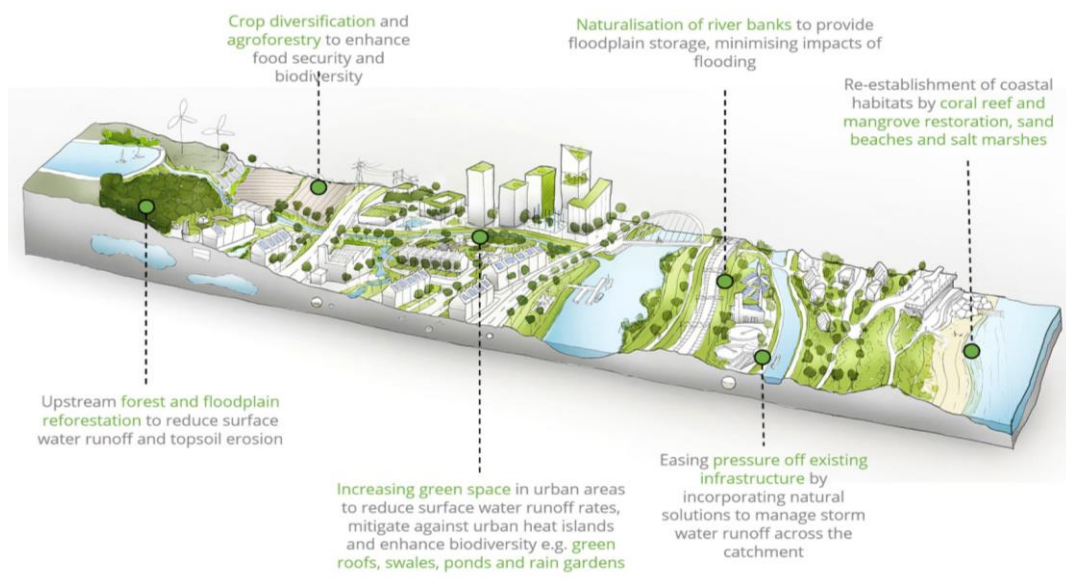 Crop diversification and
agroforestry to enhance
food security and
biodiversity
Naturalisation of river banks to provide
floodplain storage, minimising impacts of
flooding
Re-establishment of coastal
habitats by coral reef and
mangrove restoration, sand
beaches and salt marshes
Upstream forest and floodplain
reforestation to reduce surface
water runoff and topsoil erosion
Increasing green space in urban areas
to reduce surface water runoff rates,
mitigate against urban heat islands
and enhance biodiversity e.g. green
roofs, swales, ponds and rain gardens
Easing pressure off existing
infrastructure by
incorporating natural
solutions to manage storm
water runoff across the
catchment